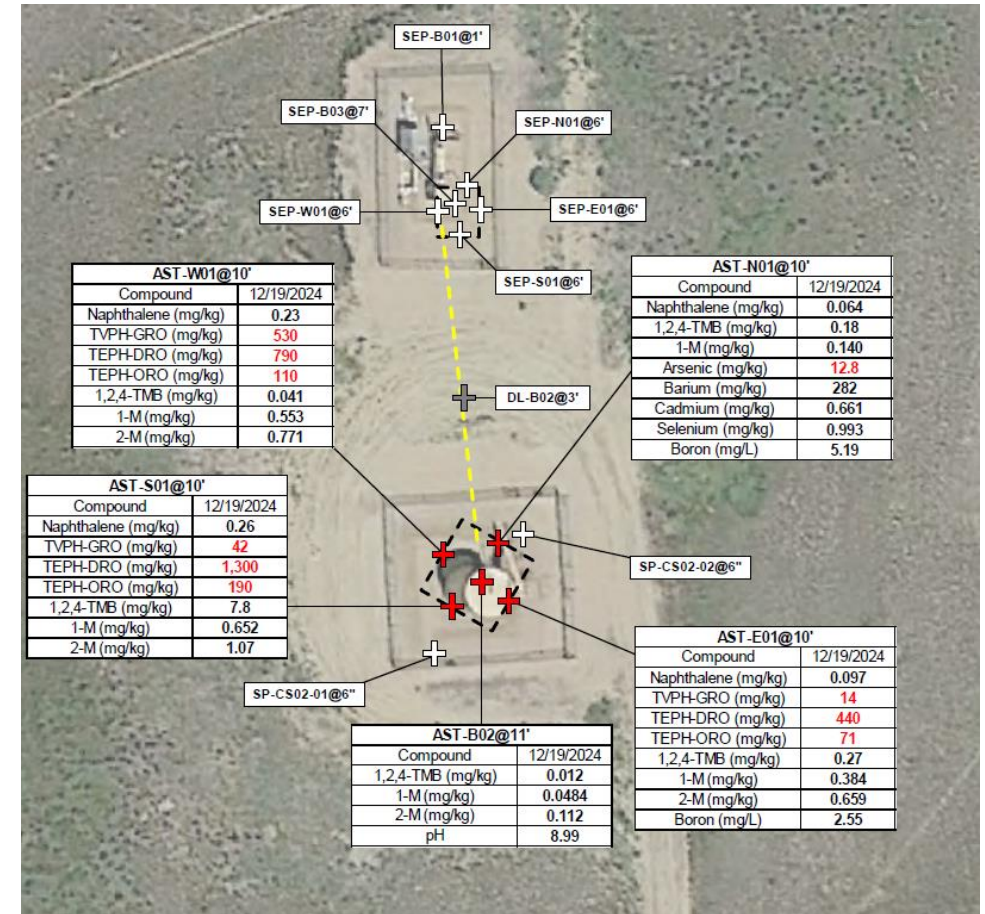 SEP-B01@1'
SEP-B03@7'
SEP-N01@6'
SEP-W01@6'
SEP-E01@6'
SEP-S01@6'
AST-W01@10'
Compound 12/19/2024
Naphthalene (mg/kg) 0.23
TVPH-GRO (mg/kg) 530
TEPH-DRO (mg/kg) 790
TEPH-ORO (mg/kg) 110
1,2,4-TMB (mg/kg) 0.041
1-M (mg/kg) 0.553
2-M (mg/kg) 0.771
AST-N01@10'
Compound 12/19/2024
Naphthalene (mg/kg) 0.064
1,2,4-TMB (mg/kg) 0.18
1-M (mg/kg) 0.140
Arsenic (mg/kg) 12.8
Barium (mg/kg) 282
Cadmium (mg/kg) 0.661
Selenium (mg/kg) 0.993
Boron (mg/L) 5.19
DL-B02@3'
AST-S01@10'
Compound 12/19/2024
Naphthalene (mg/kg) 0.26
TVPH-GRO (mg/kg) 42
TEPH-DRO (mg/kg) 1,300
TEPH-ORO (mg/kg) 190
1,2,4-TMB (mg/kg) 7.8
1-M (mg/kg) 0.652
2-M (mg/kg) 1.07
SP-CS02-02@6"
SP-CS02-01@6"
AST-E01@10'
Compound 12/19/2024
Naphthalene (mg/kg) 0.097
TVPH-GRO (mg/kg) 14
TEPH-DRO (mg/kg) 440
TEPH-ORO (mg/kg) 71
1,2,4-TMB (mg/kg) 0.27
1-M (mg/kg) 0.384
2-M (mg/kg) 0.659
Boron (mg/L) 2.55
AST-B02@11'
Compound 12/19/2024
1,2,4-TMB (mg/kg) 0.012
1-M (mg/kg) 0.0484
2-M (mg/kg) 0.112
pH 8.99